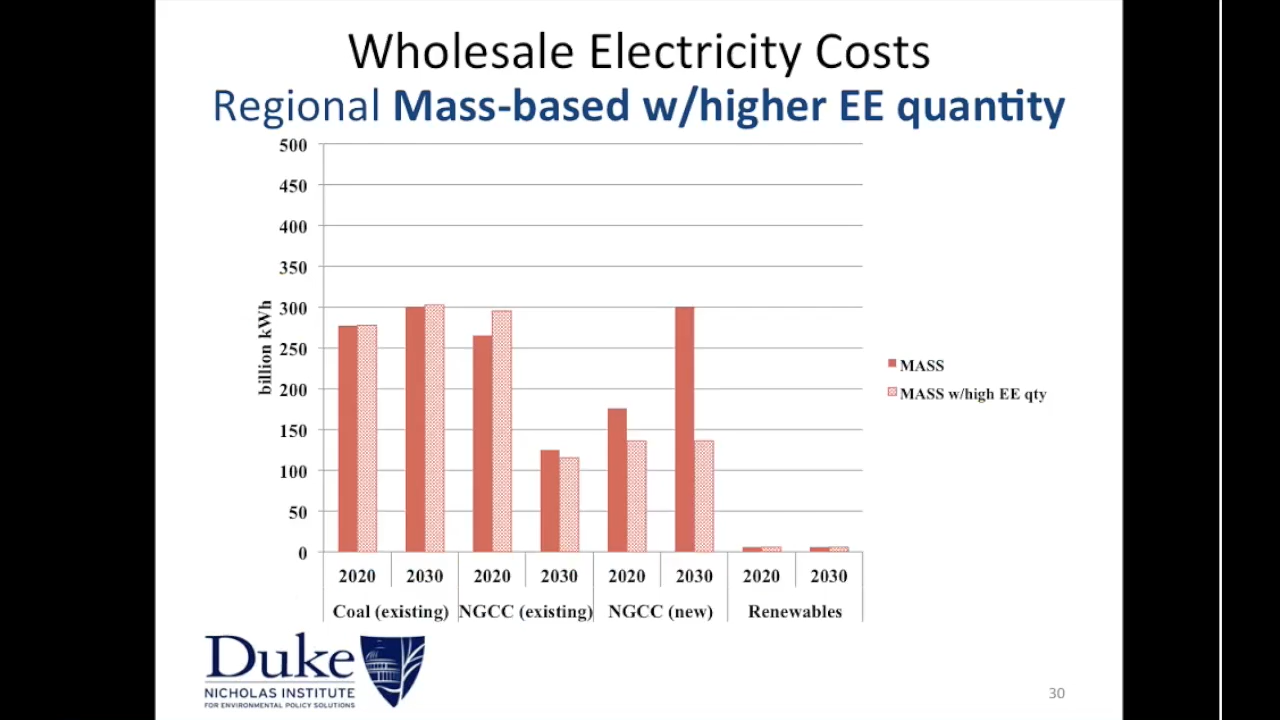 Wholesale Electricity Costs
Regional Mass-based w/higher EE quantity
500
450
400
350
300
250
200
150
100
50
0
billion kWh
2020 2030 2020 2030 2020 2030 2020 2030
Coal (existing) NGCC (existing) NGCC (new) Renewables
MASS
MASS w/high EE qty
Duke
NICHOLAS INSTITUTE
FOR ENVIRONMENTAL POLICY SOLUTIONS
30